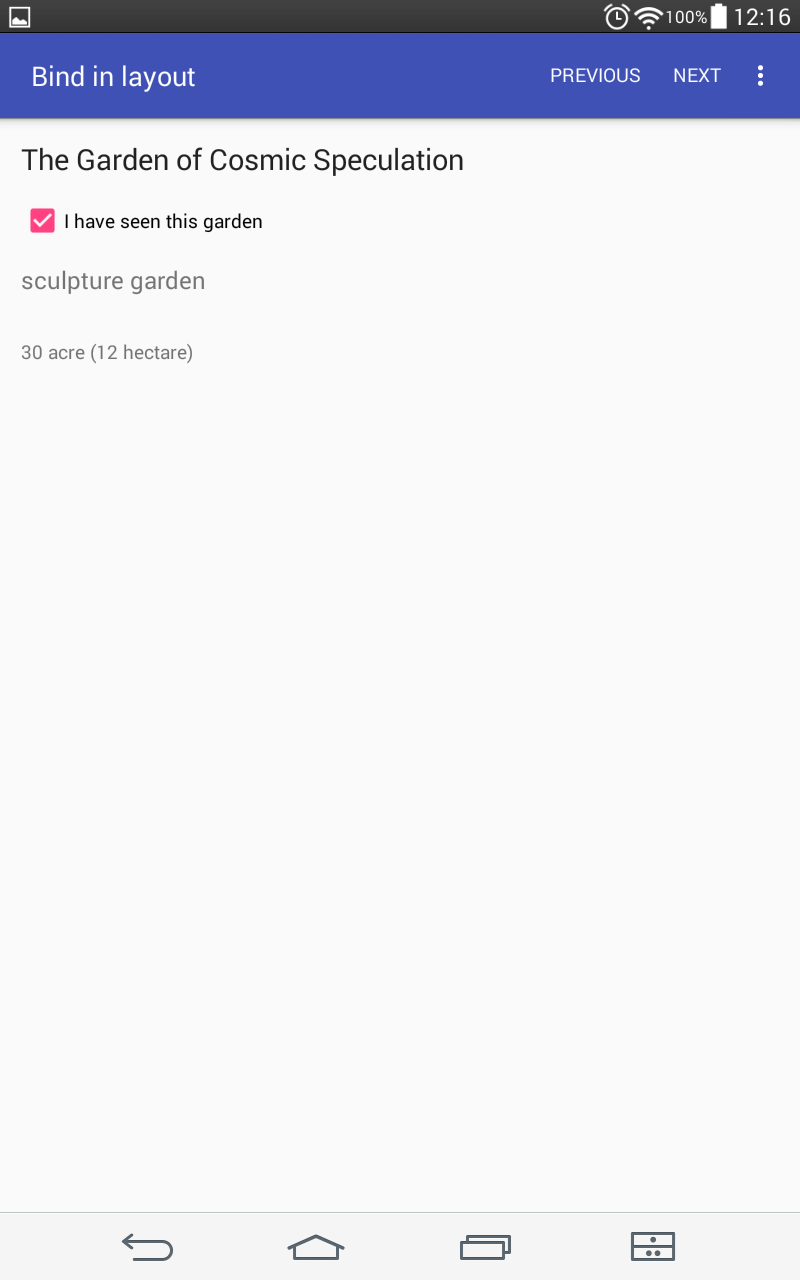 100% 12:16
Bind in layout PREVIOUS NEXT
The Garden of Cosmic Speculation
I have seen this garden
sculpture garden
30 acre (12 hectare)